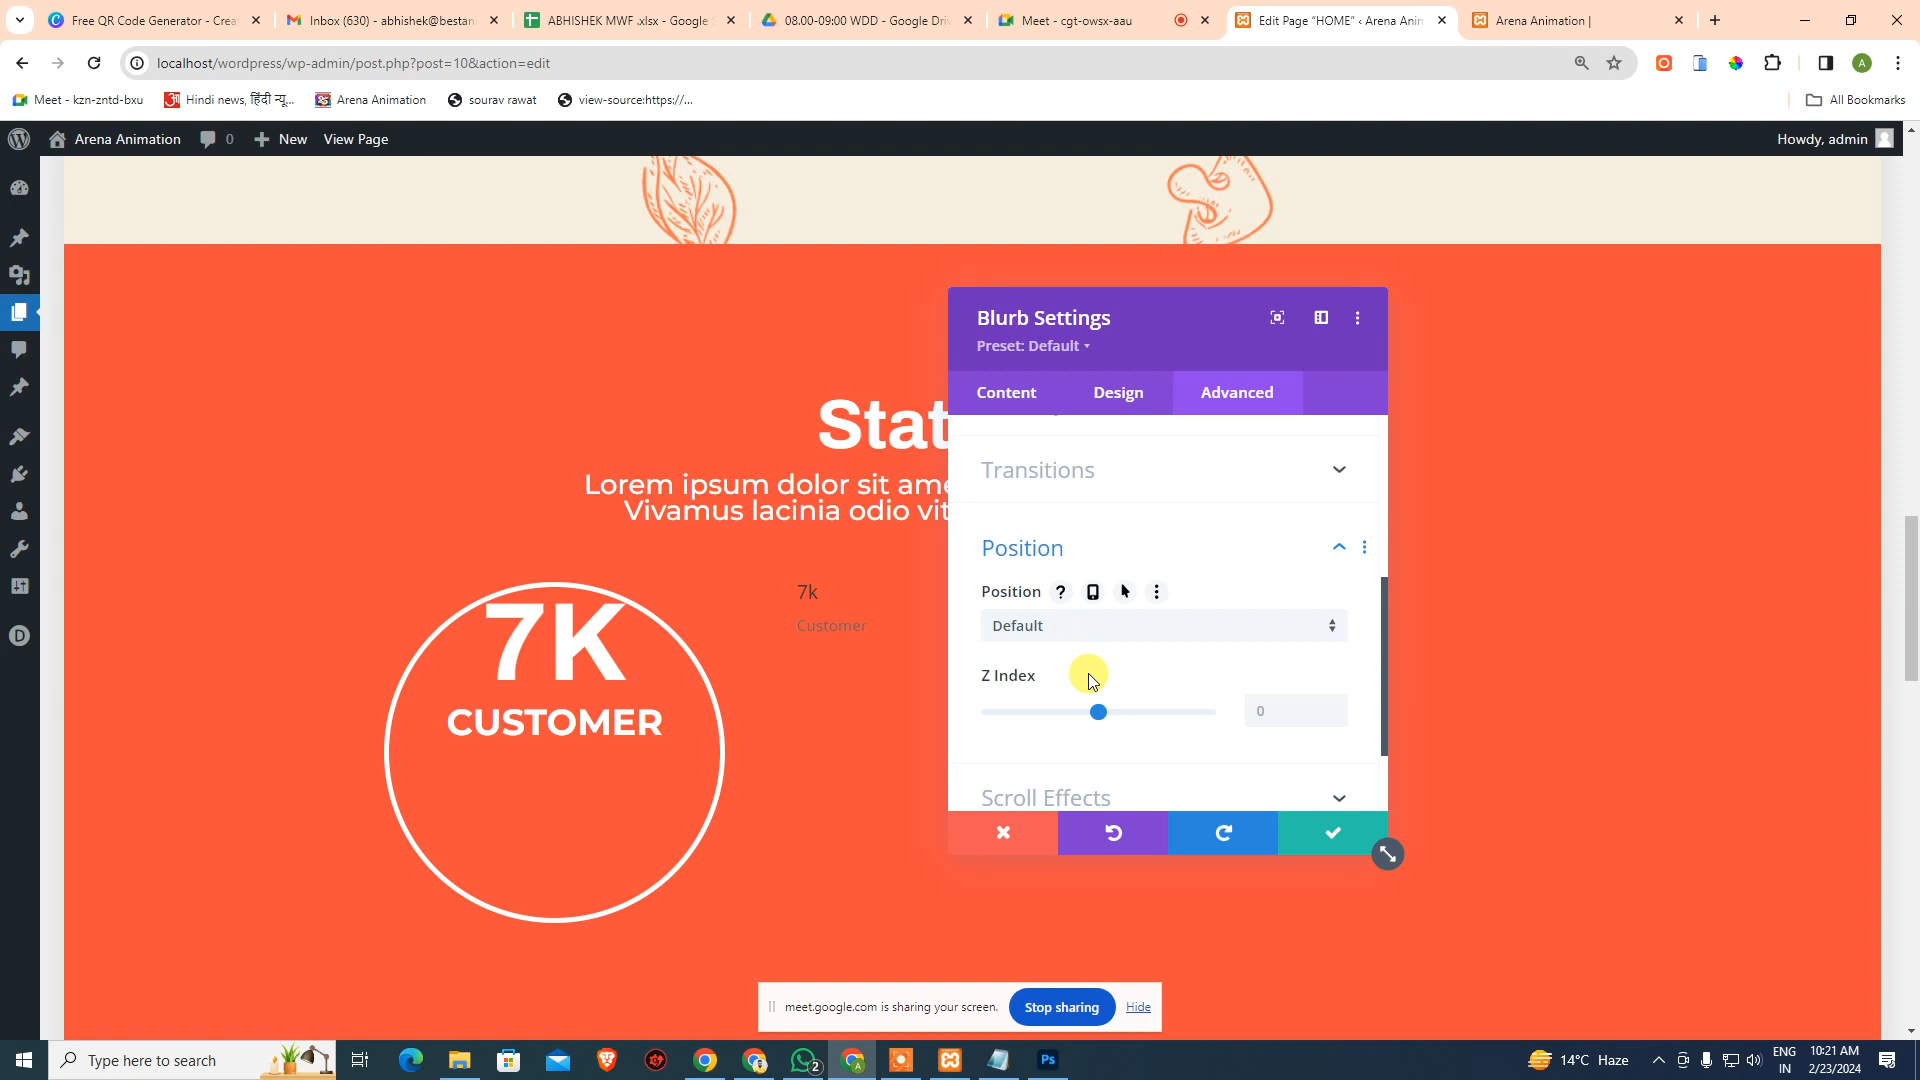 Free QR Code Generator - Crea
Inbox (630) - abhishek@bestan
ABHISHEK MWF .xlsx - Google
08.00-09:00 WDD - Google Driv
Meet - cgt-owsx-aau
Edit Page “HOME” ‹ Arena Anim
Arena Animation |
localhost/wordpress/wp-admin/post.php?post=10&action=edit
A
Meet - kzn-zntd-bxu
Hindi news, हिंदी न्यू...
Arena Animation
sourav rawat
view-source:https://...
All Bookmarks
Arena Animation
0
New
View Page
Howdy, admin
Blurb Settings
Preset: Default
Content
Design
Advanced
Stat
Lorem ipsum dolor sit ame
Vivamus lacinia odio vit
Transitions
Position
Position
?
Default
Z Index
0
Scroll Effects
7K
CUSTOMER
7k
Customer
D
meet.google.com is sharing your screen.
Stop sharing
Hide
Type here to search
2
A
Ps
14°C Haze
ENG
IN
10:21 AM
2/23/2024